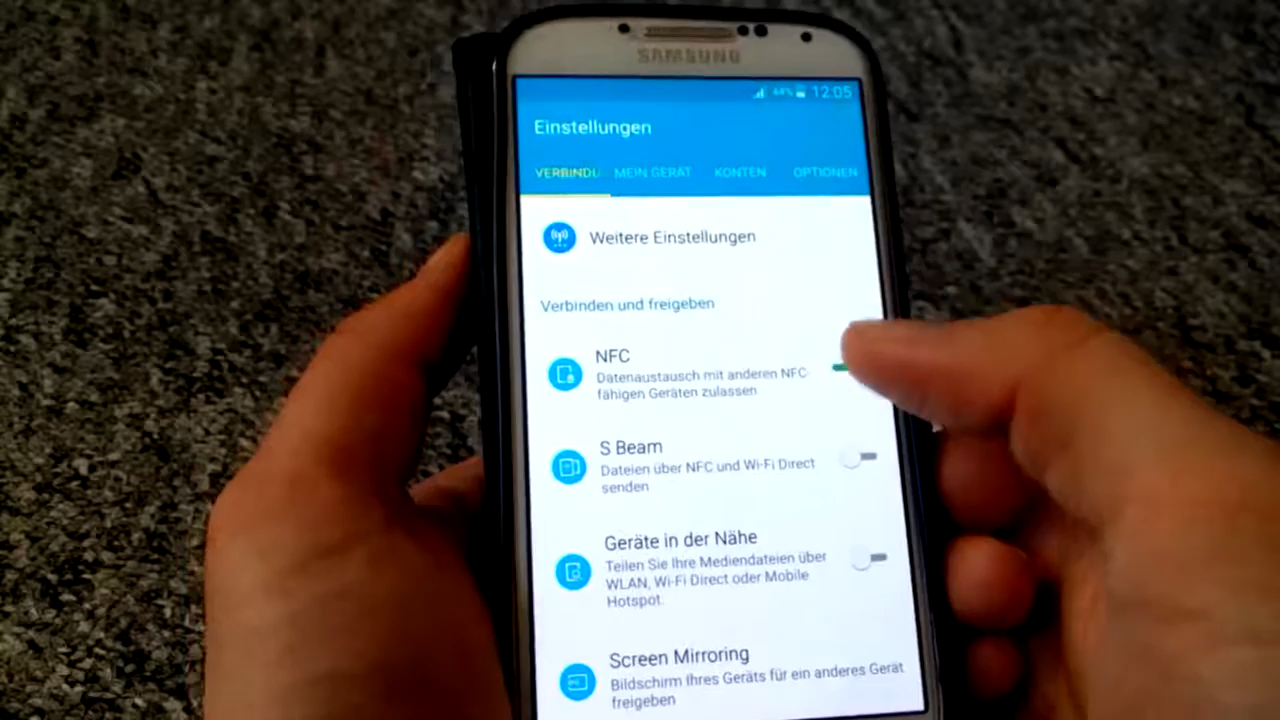 SAMSUNG
64% 12:05
Einstellungen
VERBINDU MEIN GERÄT KONTEN OPTIONEN
Weitere Einstellungen
Verbinden und freigeben
NFC
Datenaustausch mit anderen NFC-
fähigen Geräten zulassen
S Beam
Dateien über NFC und Wi-Fi Direct
senden
Geräte in der Nähe
Teilen Sie Ihre Mediendateien über
WLAN, Wi-Fi Direct oder Mobile
Hotspot.
Screen Mirroring
Bildschirm Ihres Geräts für ein anderes Gerät
freigeben